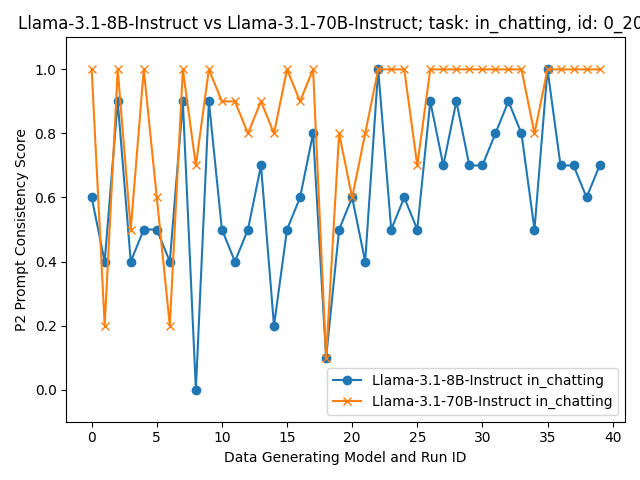 Llama-3.1-8B-Instruct vs Llama-3.1-70B-Instruct; task: in_chatting, id: 0_20
P2 Prompt Consistency Score
1.0
0.8
0.6
0.4
0.2
0.0
Llama-3.1-8B-Instruct in_chatting
Llama-3.1-70B-Instruct in_chatting
0 5 10 15 20 25 30 35 40
Data Generating Model and Run ID